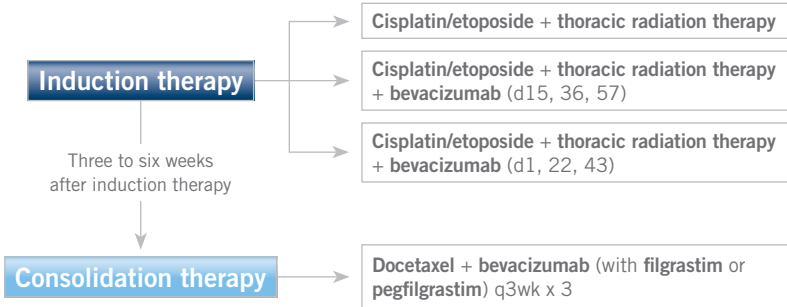 Cisplatin/etoposide + thoracic radiation therapy
Induction therapy
Cisplatin/etoposide + thoracic radiation therapy
+ bevacizumab (d15, 36, 57)
Cisplatin/etoposide + thoracic radiation therapy
+ bevacizumab (d1, 22, 43)
Three to six weeks
after induction therapy
Consolidation therapy
Docetaxel + bevacizumab (with filgrastim or
pegfilgrastim) q3wk x 3